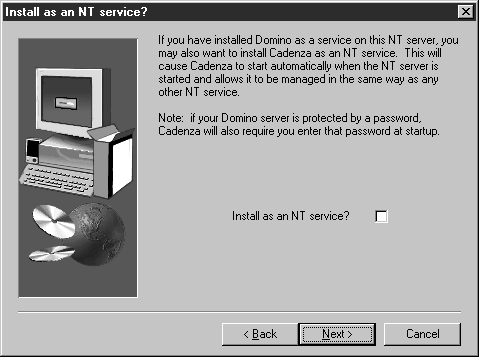 Install as an NT service?
If you have installed Domino as a service on this NT server, you
may also want to install Cadenza as an NT service. This will
cause Cadenza to start automatically when the NT server is
started and allows it to be managed in the same way as any
other NT service.
Note: if your Domino server is protected by a password,
Cadenza will also require you enter that password at startup.
Install as an NT service?
< Back
Next >
Cancel